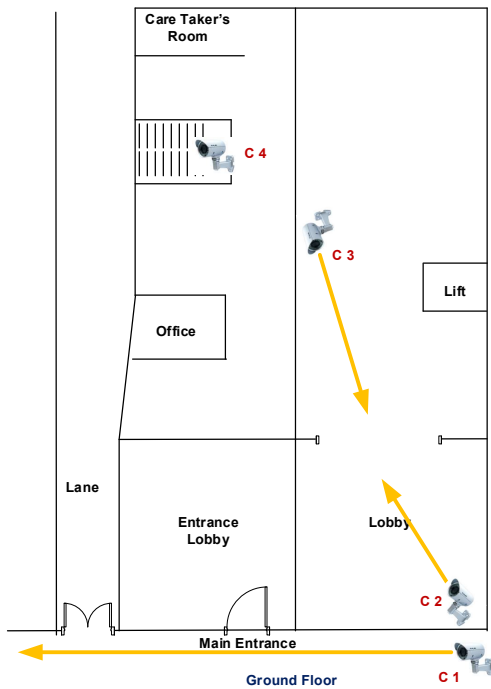 Care Taker's
Room
C 4
C 3
Lift
Office
Lane
Entrance
Lobby
Lobby
C 2
Main Entrance
C 1
Ground Floor